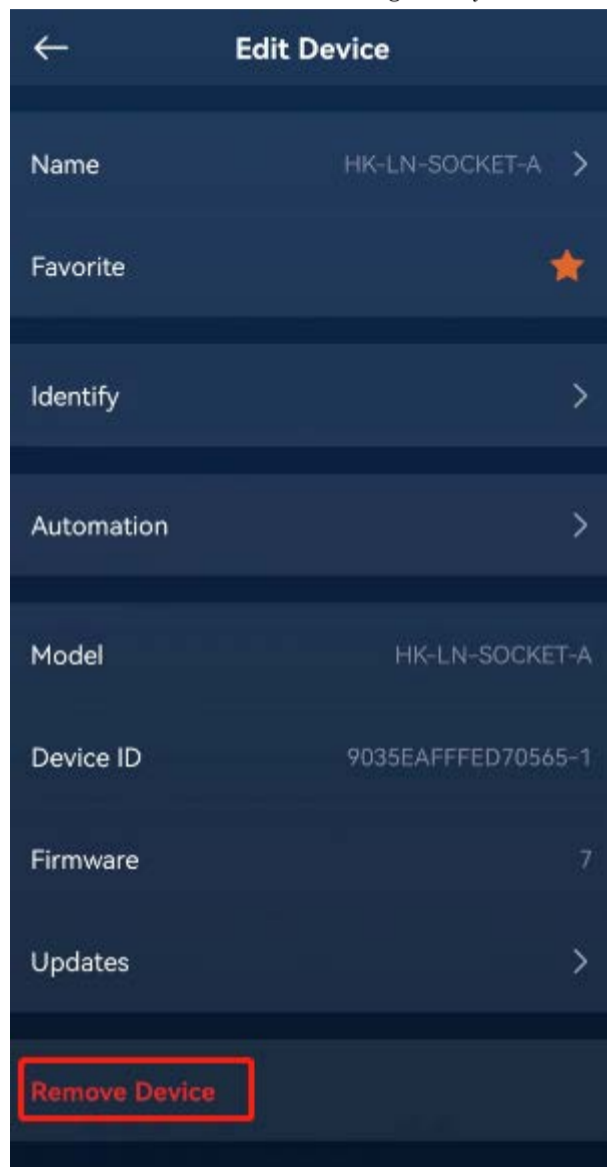 Edit Device
Name HK-LN-SOCKET-A
Favorite
Identify
Automation
Model HK-LN-SOCKET-A
Device ID 9035EAFFFED70565-1
Firmware 7
Updates
Remove Device